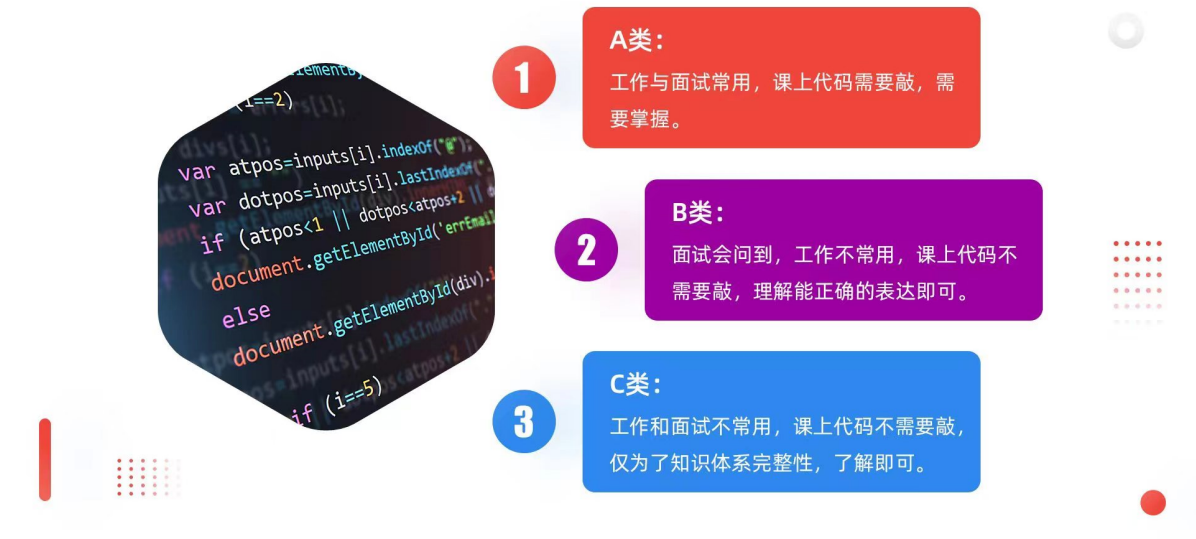 ementBy
(i==2)
divs[i];
errors[i];
var atpos=inputs[i].indexOf("@");
var dotpos=inputs[i].lastIndexOf(".
if (atpos<1 || dotpos<atpos+2 ||
document.getElementById('errEmail
else
document.getElementById(div).
if (i==5)
1
A类：
工作与面试常用，课上代码需要敲，需
要掌握。
2
B类：
面试会问到，工作不常用，课上代码不
需要敲，理解能正确的表达即可。
3
C类：
工作和面试不常用，课上代码不需要敲，
仅为了知识体系完整性，了解即可。